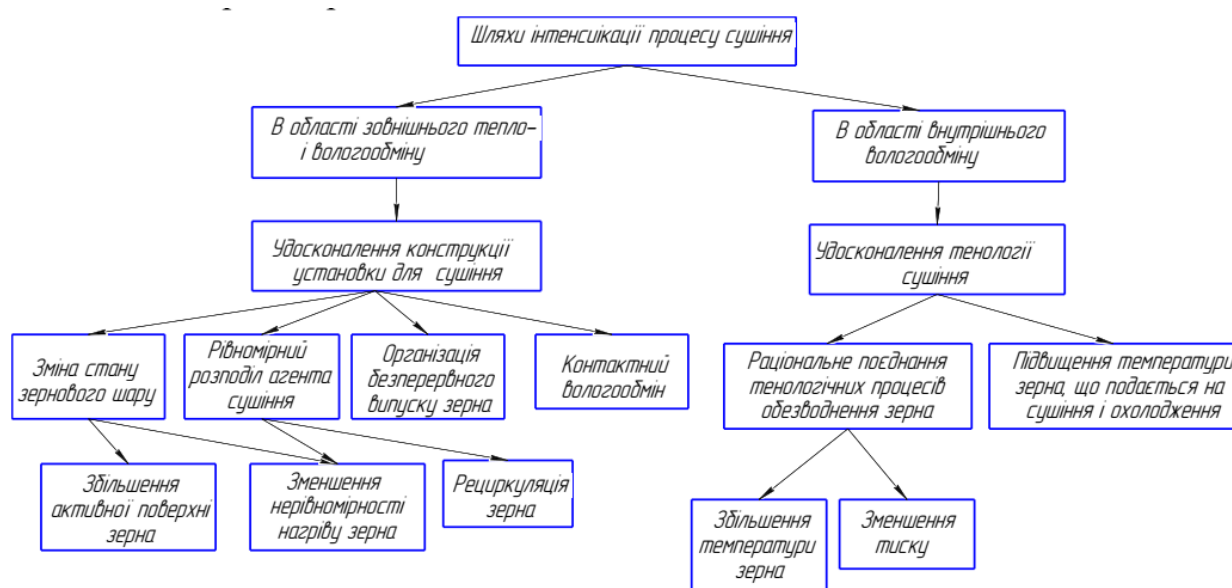 Шляхи інтенсиікації процесу сушіння
В області зовнішнього тепло-
і вологообміну
В області внутрішнього
вологообміну
Удосконалення конструкції
установки для сушіння
Удосконалення тенології
сушіння
Зміна стану
зернового шару
Рівномірний
розподіл агента
сушіння
Організація
безперервного
випуску зерна
Контактний
вологообмін
Раціональне поєднання
тенологічних процесів
обезводнення зерна
Підвищення температури
зерна, що подається на
сушіння і охолодження
Збільшення
активної поверхні
зерна
Зменшення
нерівномірності
нагріву зерна
Рециркуляція
зерна
Збільшення
температури
зерна
Зменшення
тиску